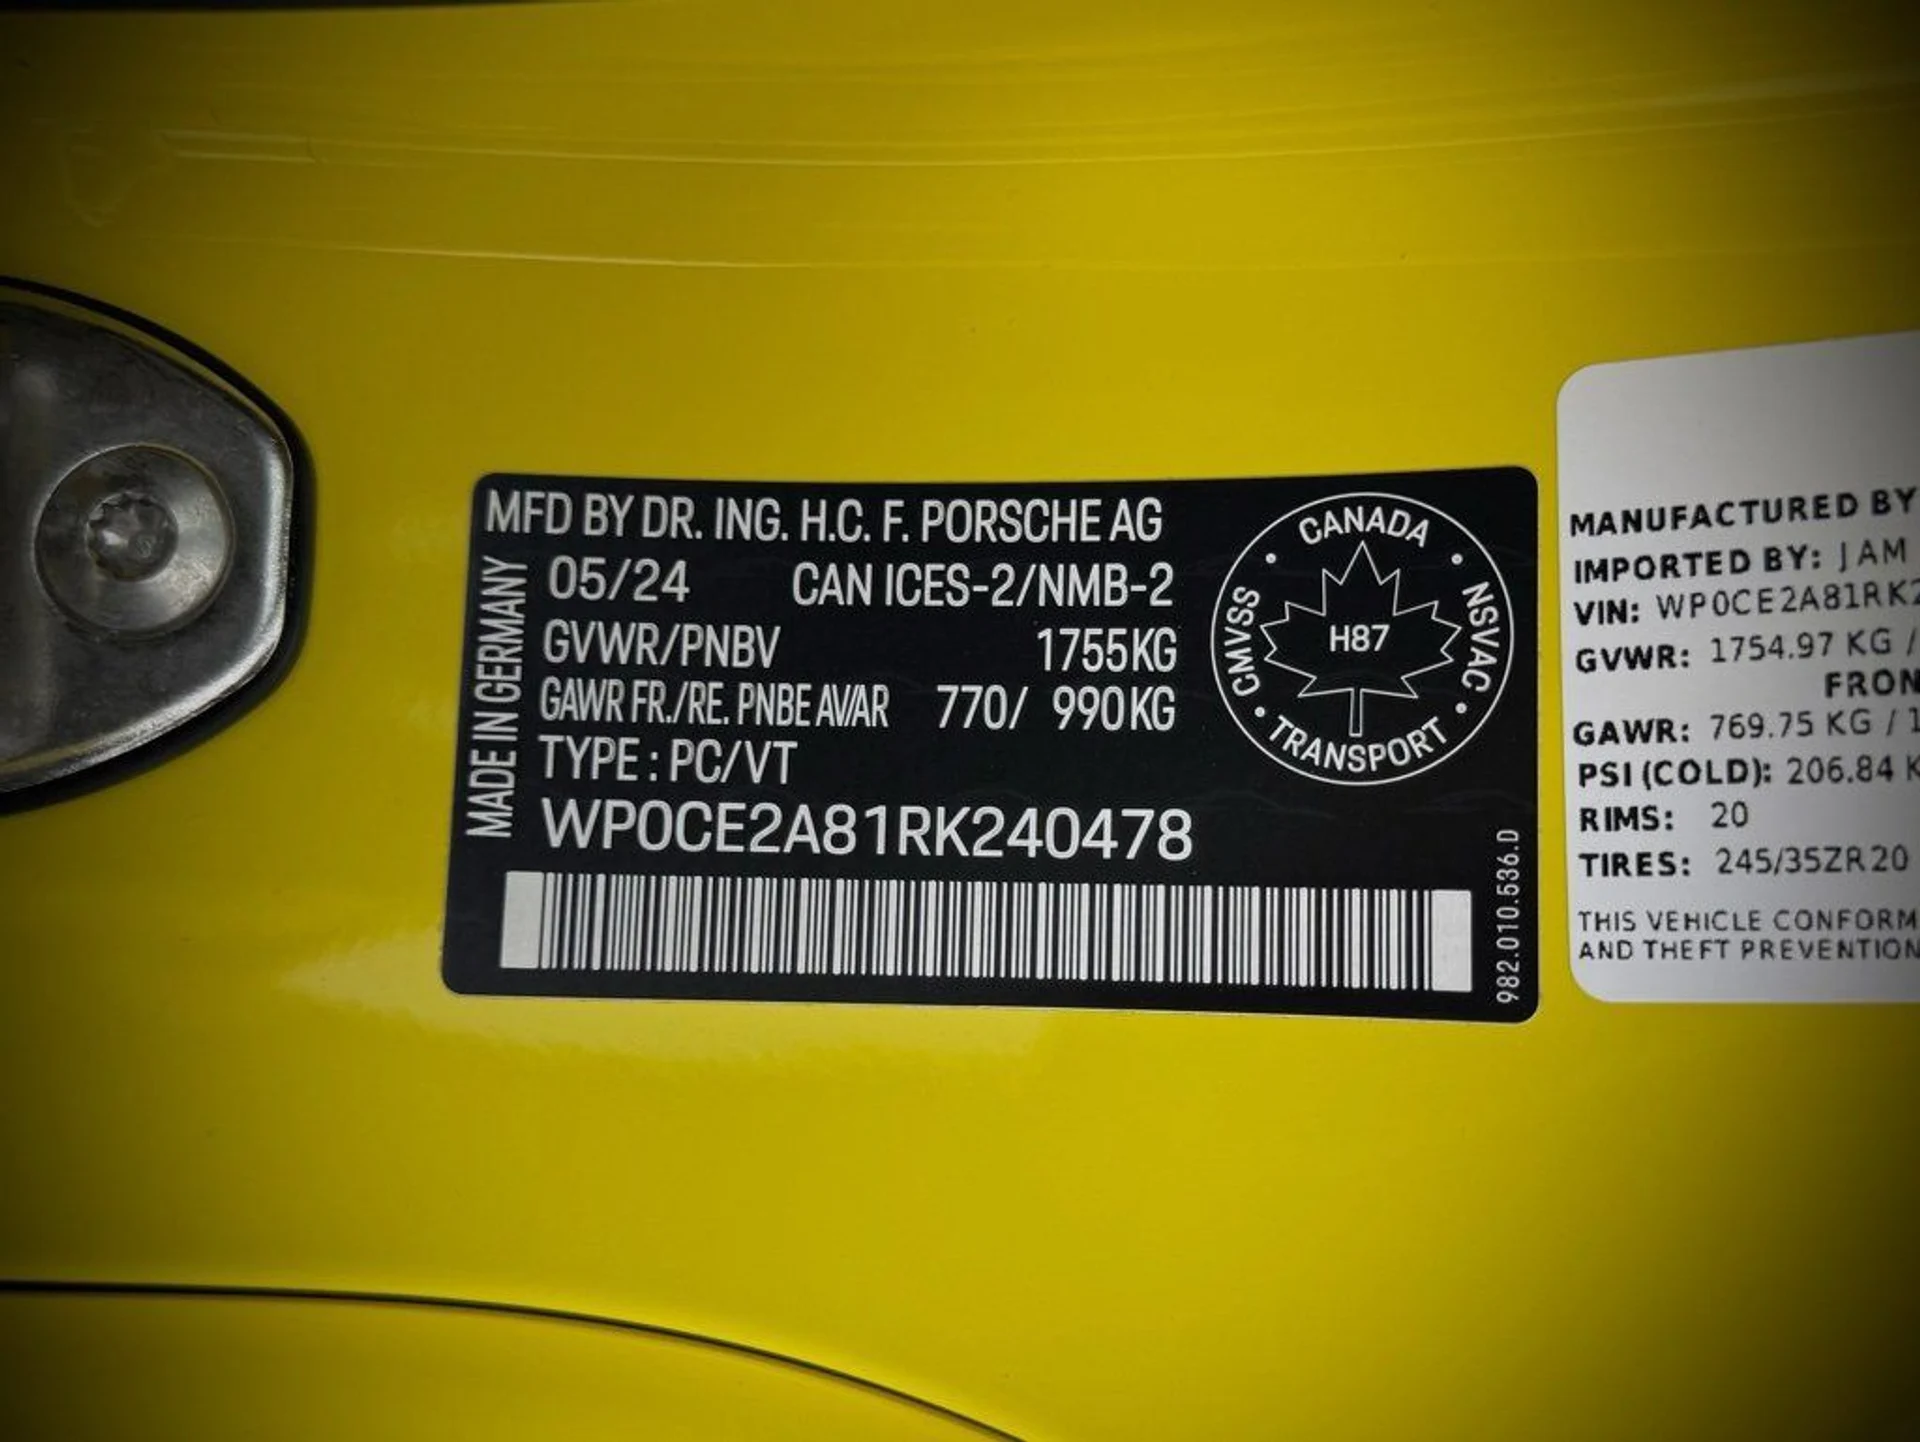 MFD BY DR. ING. H.C. F. PORSCHE AG
MADE IN GERMANY
05/24 CAN ICES-2/NMB-2
GVWR/PNBV 1755KG
GAWR FR./RE. PNBE AV/AR 770/ 990KG
TYPE : PC/VT
WP0CE2A81RK240478
982.010.536.D
CANADA
CMVSS
NSVAC
H87
TRANSPORT
MANUFACTURED BY
IMPORTED BY: JAM
VIN: WP0CE2A81RK2
GVWR: 1754.97 KG /
FRON
GAWR: 769.75 KG / 1
PSI (COLD): 206.84 K
RIMS: 20
TIRES: 245/35ZR20
THIS VEHICLE CONFORM
AND THEFT PREVENTION